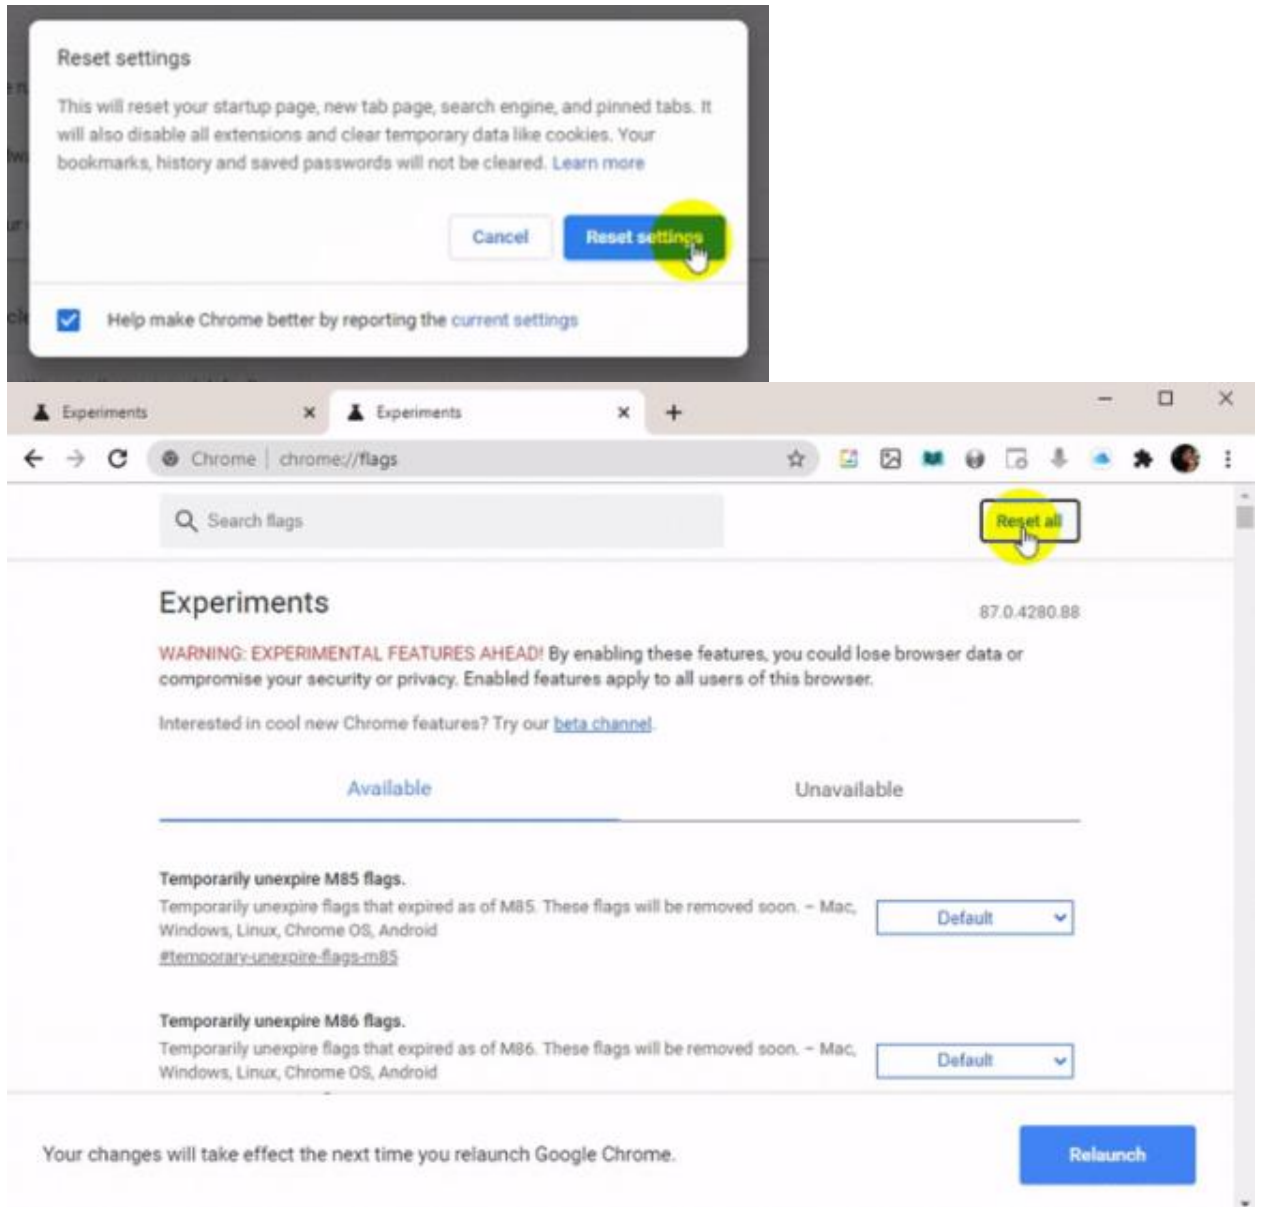 Reset settings
This will reset your startup page, new tab page, search engine, and pinned tabs. It
will also disable all extensions and clear temporary data like cookies. Your
bookmarks, history and saved passwords will not be cleared. Learn more
Cancel Reset settings
Help make Chrome better by reporting the current settings
Experiments Experiments
Chrome | chrome://flags
Search flags Reset all
Experiments 87.0.4280.88
WARNING: EXPERIMENTAL FEATURES AHEAD! By enabling these features, you could lose browser data or
compromise your security or privacy. Enabled features apply to all users of this browser.
Interested in cool new Chrome features? Try our beta channel.
Available Unavailable
Temporarily unexpire M85 flags.
Temporarily unexpire flags that expired as of M85. These flags will be removed soon. – Mac,
Windows, Linux, Chrome OS, Android
#temporary-unexpire-flags-m85
Default
Temporarily unexpire M86 flags.
Temporarily unexpire flags that expired as of M86. These flags will be removed soon. – Mac,
Windows, Linux, Chrome OS, Android
Default
Your changes will take effect the next time you relaunch Google Chrome. Relaunch